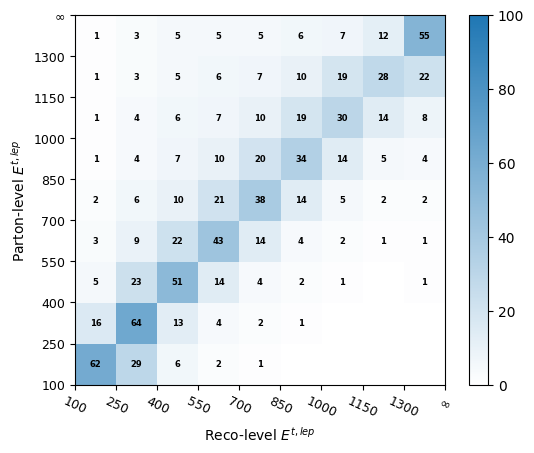 ∞ 1 3 5 5 5 6 7 12 55 100
1300
1 3 5 6 7 10 19 28 22
1150
1 4 6 7 10 19 30 14 8 80
1000
1 4 7 10 20 34 14 5 4
850
2 6 10 21 38 14 5 2 2 60
700
3 9 22 43 14 4 2 1 1 40
550
5 23 51 14 4 2 1 1
400
16 64 13 4 2 1 20
250
62 29 6 2 1
100 0
100 250 400 550 700 850 1000 1150 1300 ∞
Reco-level E^{t, lep}
Parton-level E^{t, lep}